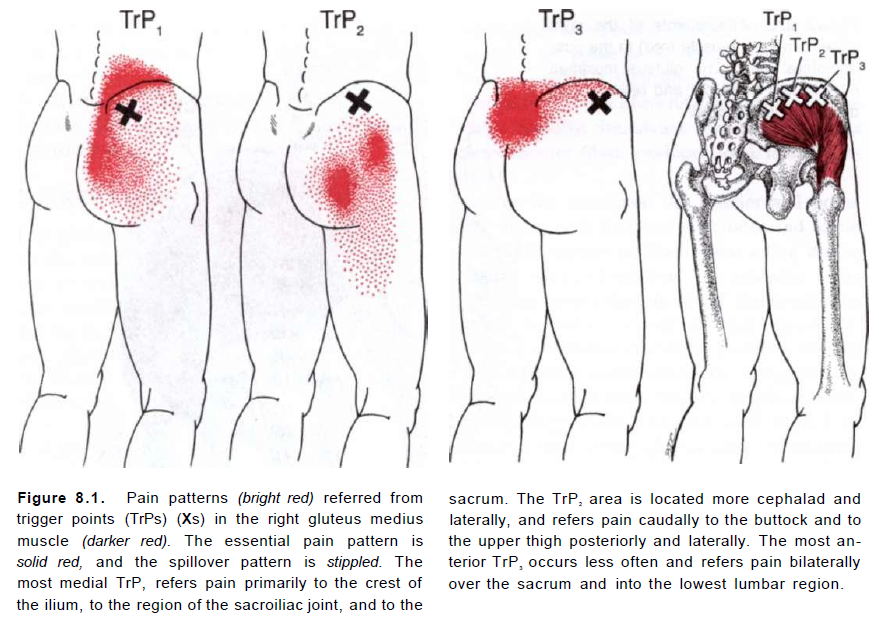 TrP1
TrP2
TrP3
TrP1
TrP2
TrP3
Figure 8.1. Pain patterns (bright red) referred from
trigger points (TrPs) (Xs) in the right gluteus medius
muscle (darker red). The essential pain pattern is
solid red, and the spillover pattern is stippled. The
most medial TrP, refers pain primarily to the crest of
the ilium, to the region of the sacroiliac joint, and to the
sacrum. The TrP2 area is located more cephalad and
laterally, and refers pain caudally to the buttock and to
the upper thigh posteriorly and laterally. The most an-
terior TrP3 occurs less often and refers pain bilaterally
over the sacrum and into the lowest lumbar region.